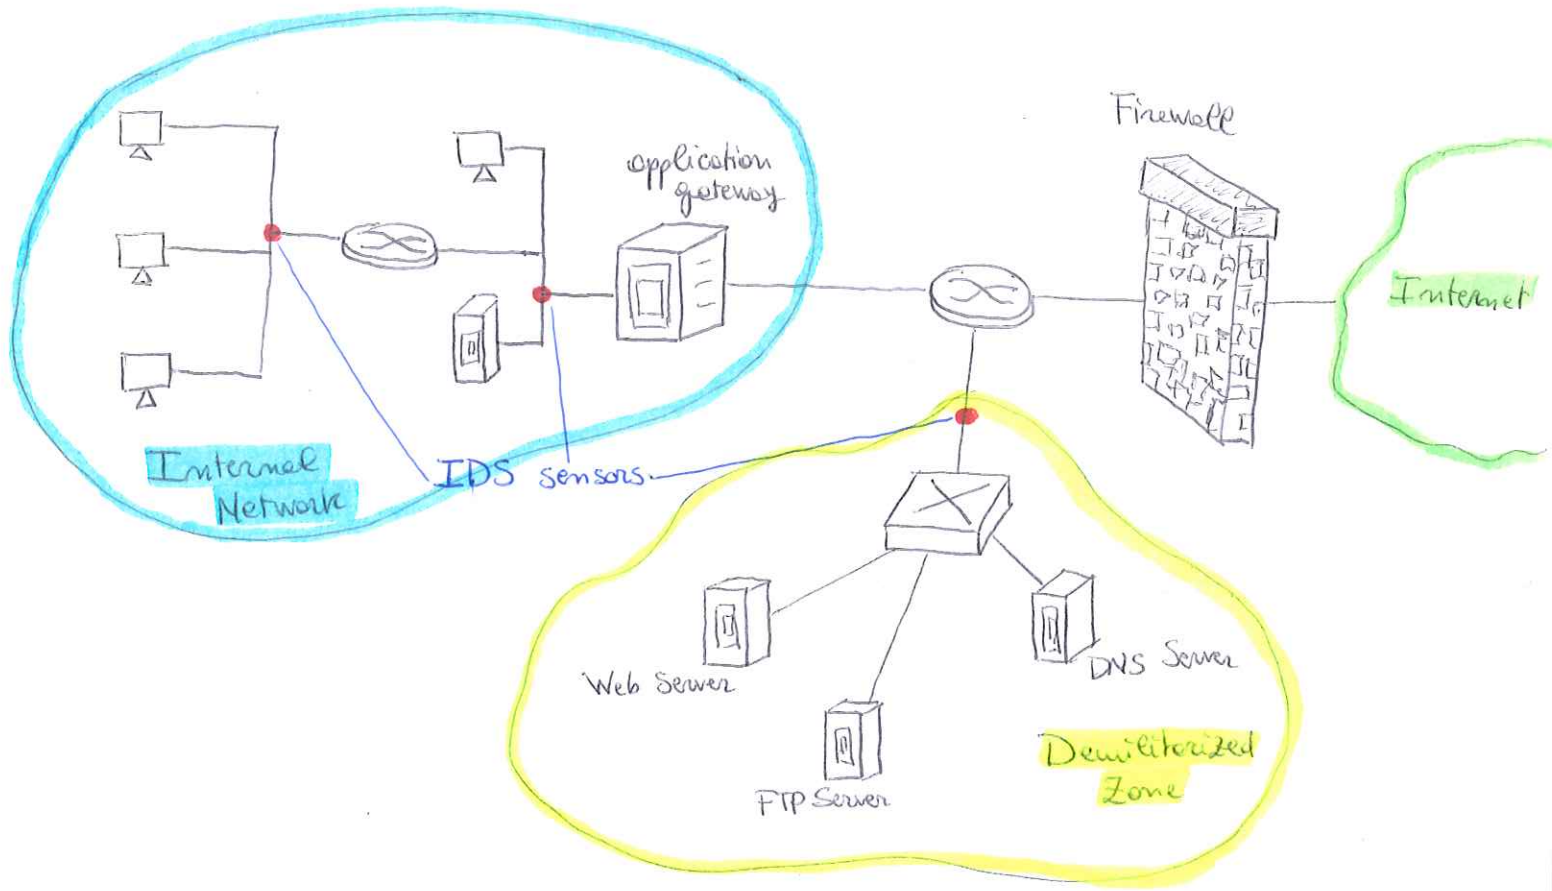 Firewall
application
gateway
Internet
Internal
Network
IDS sensors
Web Server
DNS Server
FTP Server
Demilitarized
Zone